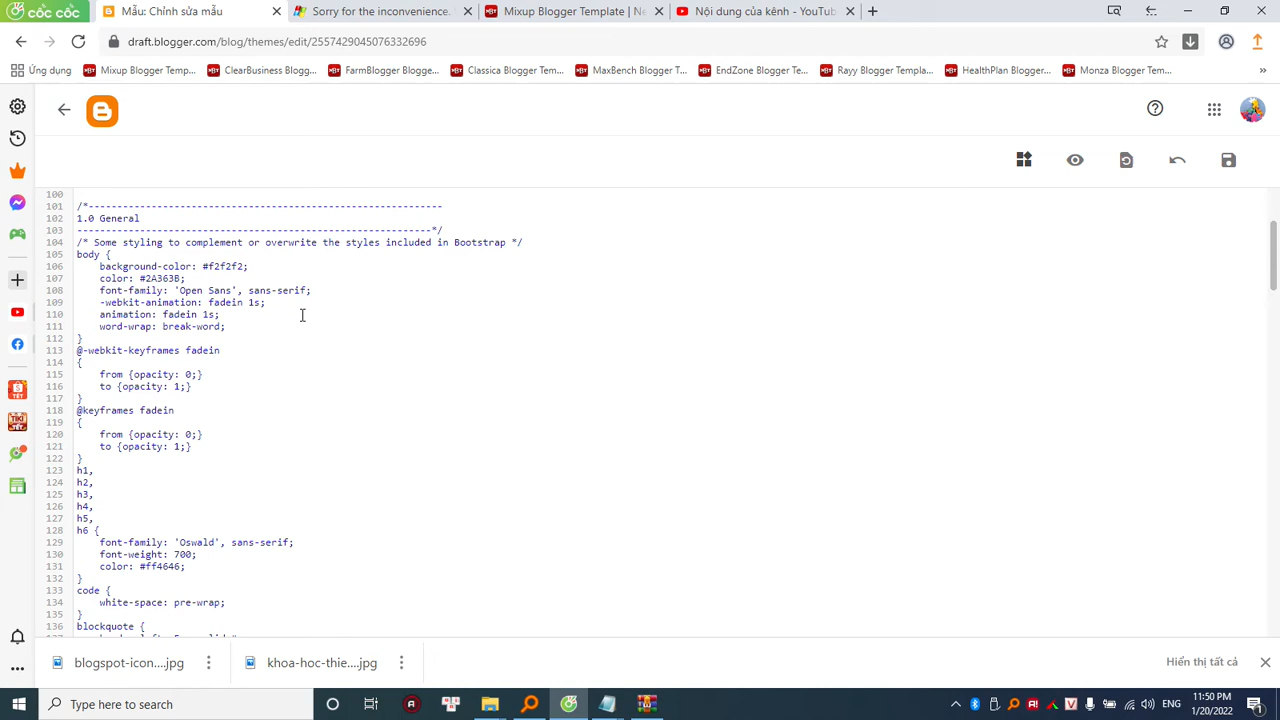 cốc cốc
Mẫu: Chỉnh sửa mẫu
Sorry for the inconvenience.
Mixup Blogger Template | Ne
Nội dung của kênh - YouTube
draft.blogger.com/blog/themes/edit/2557429045076332696
Ứng dụng
Mixup Blogger Temp...
ClearBusiness Blogg...
FarmBlogger Blogge...
Classica Blogger Tem...
MaxBench Blogger T...
EndZone Blogger Te...
Rayy Blogger Templa...
HealthPlan Blogger...
Monza Blogger Tem...
100
101 /*--------------------------------------------------------------
102 1.0 General
103 --------------------------------------------------------------*/
104 /* Some styling to complement or overwrite the styles included in Bootstrap */
105 body {
106 background-color: #f2f2f2;
107 color: #2A363B;
108 font-family: 'Open Sans', sans-serif;
109 -webkit-animation: fadein 1s;
110 animation: fadein 1s;
111 word-wrap: break-word;
112 }
113 @-webkit-keyframes fadein
114 {
115 from {opacity: 0;}
116 to {opacity: 1;}
117 }
118 @keyframes fadein
119 {
120 from {opacity: 0;}
121 to {opacity: 1;}
122 }
123 h1,
124 h2,
125 h3,
126 h4,
127 h5,
128 h6 {
129 font-family: 'Oswald', sans-serif;
130 font-weight: 700;
131 color: #ff4646;
132 }
133 code {
134 white-space: pre-wrap;
135 }
136 blockquote {
SHOPEE TẾT
TIKI TẾT
blogspot-icon....jpg
khoa-hoc-thie....jpg
Hiển thị tất cả
Type here to search
ENG
11:50 PM
1/20/2022